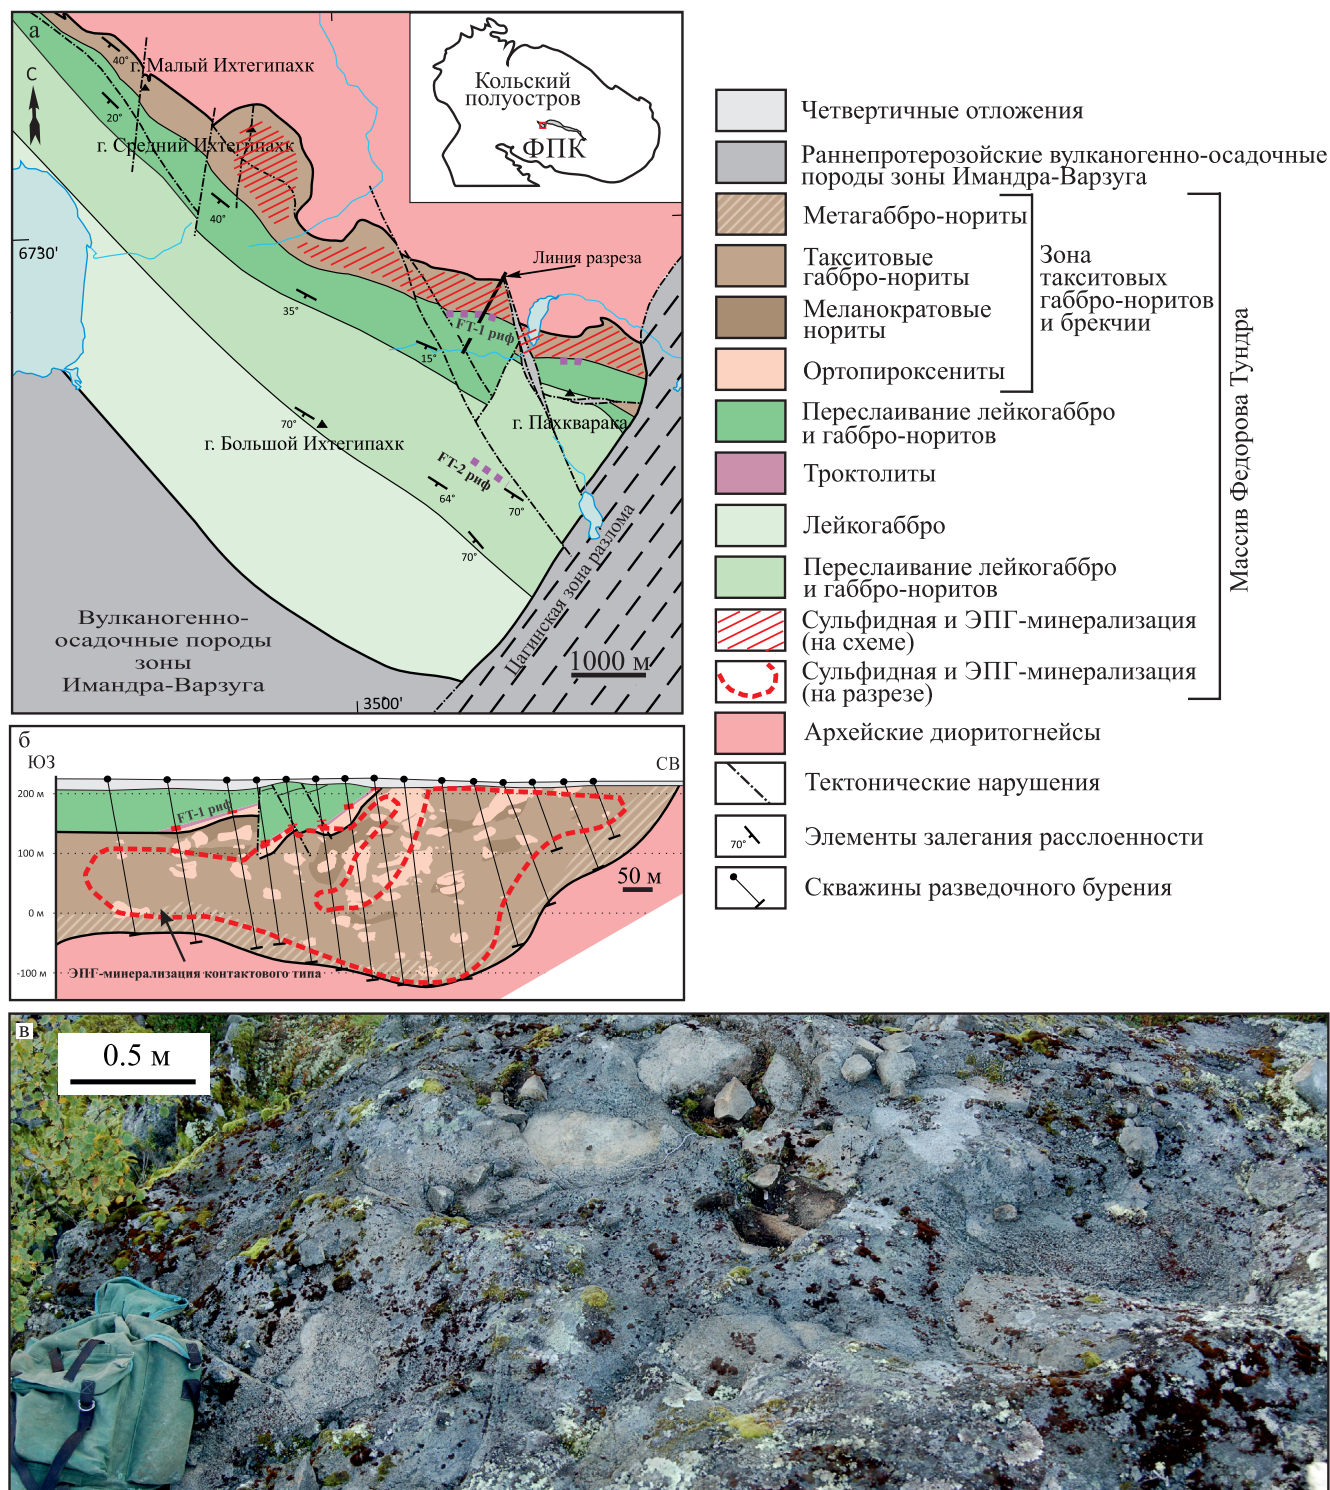 а
С
40°
г. Малый Ихтегипахк
20°
г. Средний Ихтегипахк
40°
Кольский
полуостров
ФПК
6730'
Линия разреза
35°
FT-1 риф
15°
70°
г. Большой Ихтегипахк
г. Пахкварака
FT-2 риф
64°
70°
70°
Цагинская зона разлома
Вулканогенно-
осадочные породы
зоны
Имандра-Варзуга
1000 м
3500'
Четвертичные отложения
Раннепротерозойские вулканогенно-осадочные
породы зоны Имандра-Варзуга
Метагаббро-нориты
Такситовые
габбро-нориты
Меланократовые
нориты
Ортопироксениты
Зона
такситовых
габбро-норитов
и брекчии
Переслаивание лейкогаббро
и габбро-норитов
Троктолиты
Лейкогаббро
Переслаивание лейкогаббро
и габбро-норитов
Сульфидная и ЭПГ-минерализация
(на схеме)
Сульфидная и ЭПГ-минерализация
(на разрезе)
Массив Федорова Тундра
Архейские диоритогнейсы
Тектонические нарушения
70°
Элементы залегания расслоенности
Скважины разведочного бурения
б
ЮЗ
СВ
200 м
FT-1 риф
100 м
50 м
0 м
-100 м
ЭПГ-минерализация контактового типа
в
0.5 м